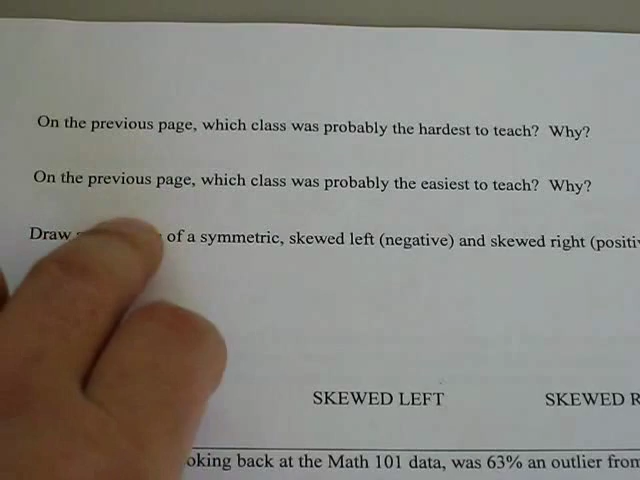 On the previous page, which class was probably the hardest to teach? Why?
On the previous page, which class was probably the easiest to teach? Why?
Draw of a symmetric, skewed left (negative) and skewed right
SKEWED LEFT SKEWED
back at the Math 101 data, was 63% an outlier from